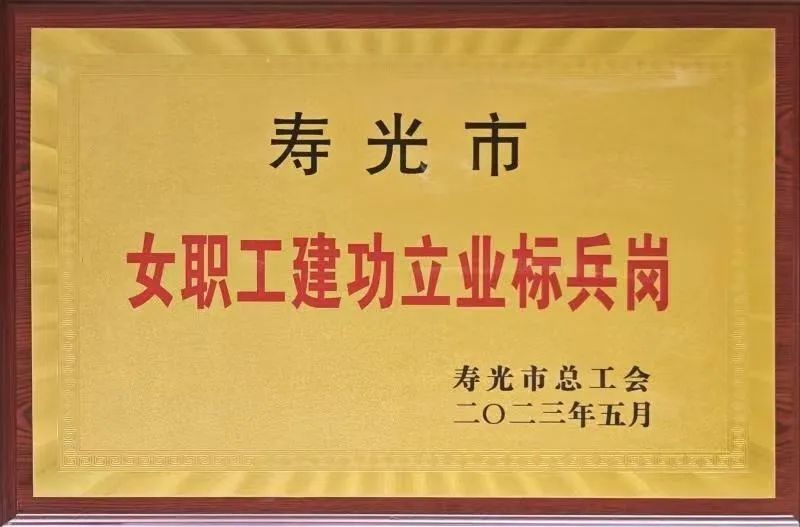 寿光市
女职工建功立业标兵岗
寿光市总工会
二〇二三年五月